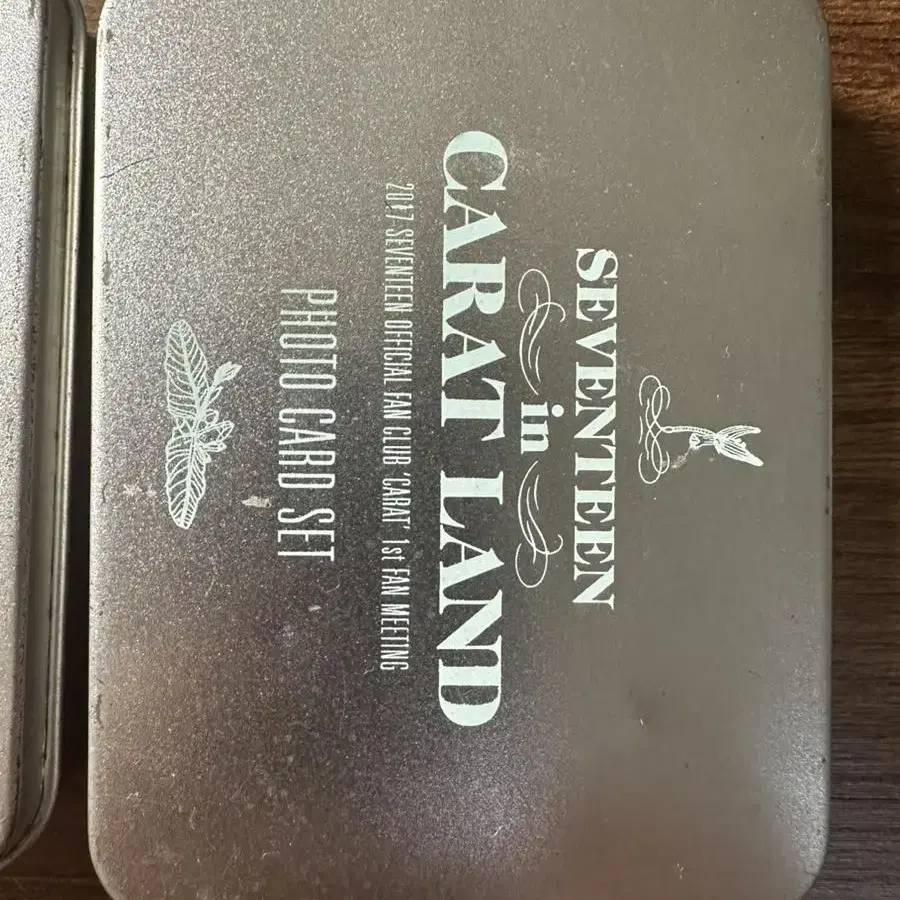 SEVENTEEN
in
CARAT LAND
2017 SEVENTEEN OFFICIAL FAN CLUB 'CARAT' 1st FAN MEETING
PHOTO CARD SET